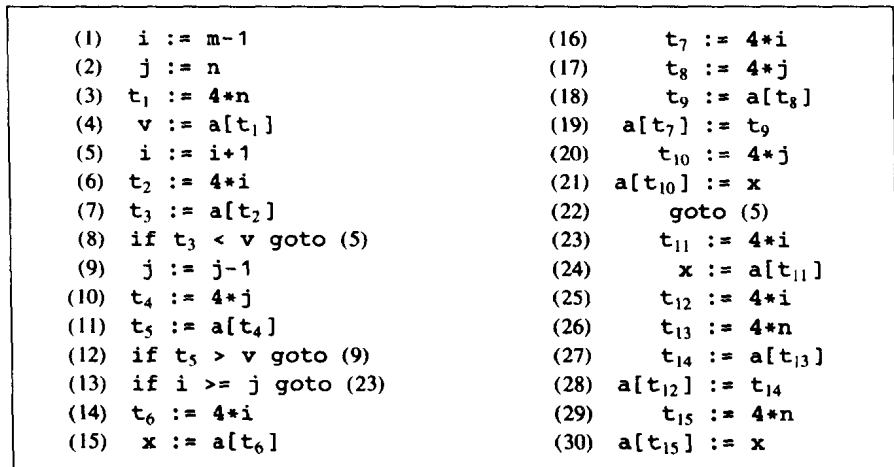 (1) i := m-1
(2) j := n
(3) t₁ := 4*n
(4) v := a[t₁]
(5) i := i+1
(6) t₂ := 4*i
(7) t₃ := a[t₂]
(8) if t₃ < v goto (5)
(9) j := j-1
(10) t₄ := 4*j
(11) t₅ := a[t₄]
(12) if t₅ > v goto (9)
(13) if i >= j goto (23)
(14) t₆ := 4*i
(15) x := a[t₆]
(16) t₇ := 4*i
(17) t₈ := 4*j
(18) t₉ := a[t₈]
(19) a[t₇] := t₉
(20) t₁₀ := 4*j
(21) a[t₁₀] := x
(22) goto (5)
(23) t₁₁ := 4*i
(24) x := a[t₁₁]
(25) t₁₂ := 4*i
(26) t₁₃ := 4*n
(27) t₁₄ := a[t₁₃]
(28) a[t₁₂] := t₁₄
(29) t₁₅ := 4*n
(30) a[t₁₅] := x